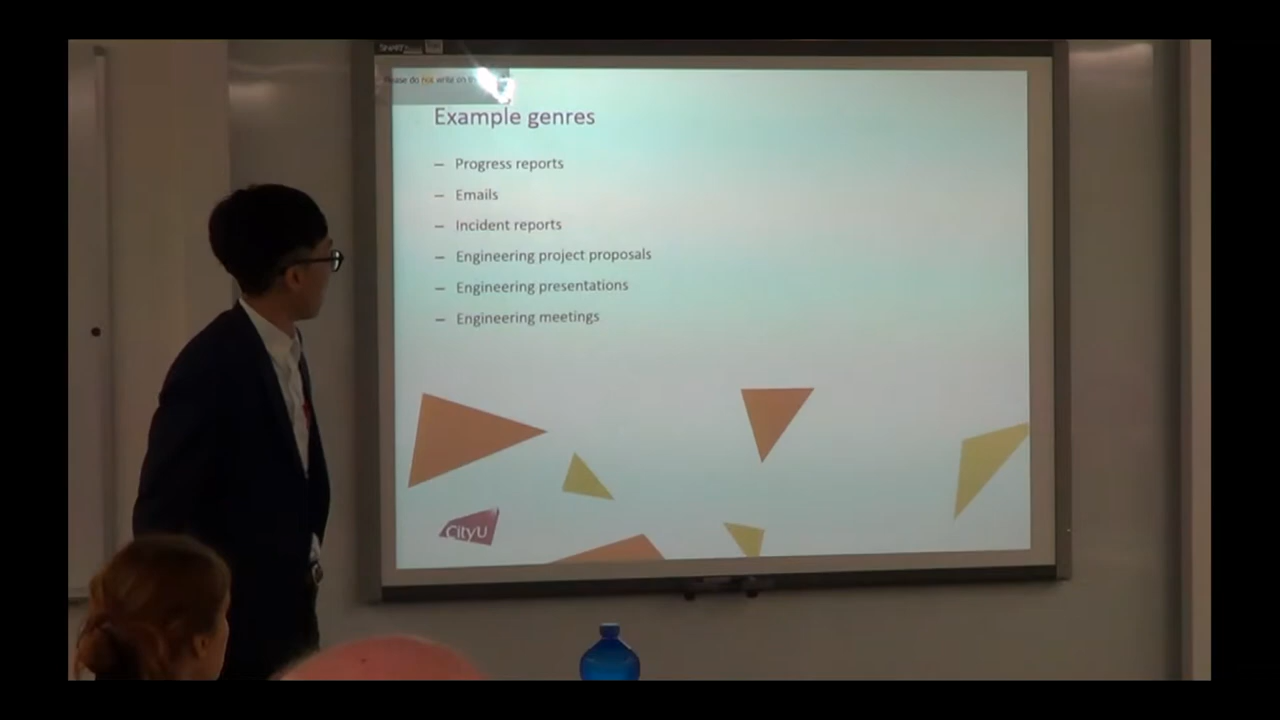 SMART
Please do not write on
Example genres
– Progress reports
– Emails
– Incident reports
– Engineering project proposals
– Engineering presentations
– Engineering meetings
CityU